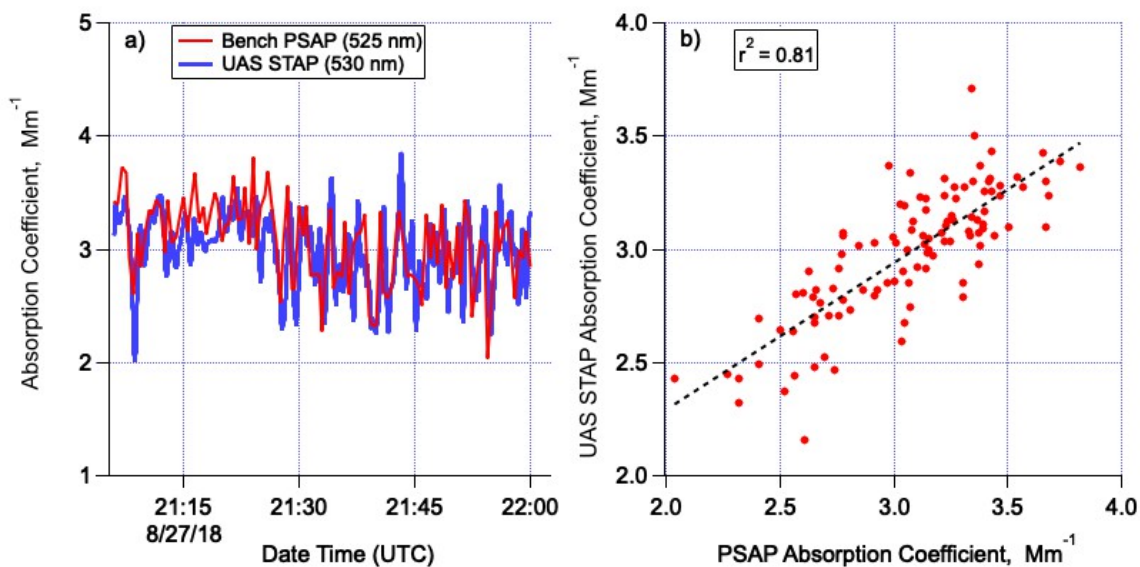 a)
Bench PSAP (525 nm)
UAS STAP (530 nm)
Absorption Coefficient, Mm⁻¹
5
4
3
2
1
21:15
21:30
21:45
22:00
8/27/18
Date Time (UTC)
b)
r² = 0.81
UAS STAP Absorption Coefficient, Mm⁻¹
4.0
3.5
3.0
2.5
2.0
2.0
2.5
3.0
3.5
4.0
PSAP Absorption Coefficient, Mm⁻¹